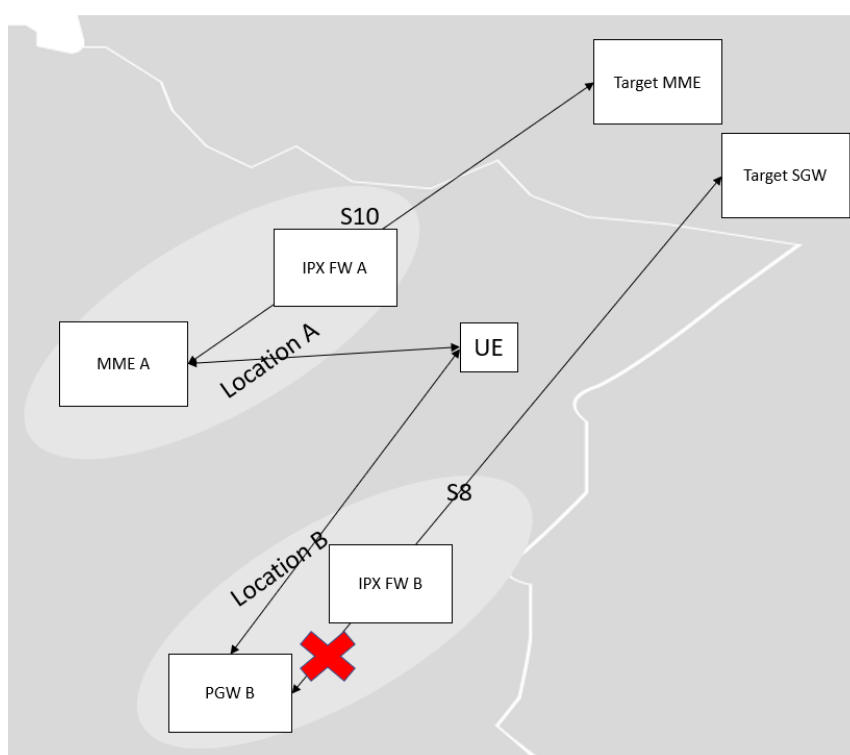 Target MME
Target SGW
S10
IPX FW A
MME A
Location A
UE
S8
Location B
IPX FW B
PGW B